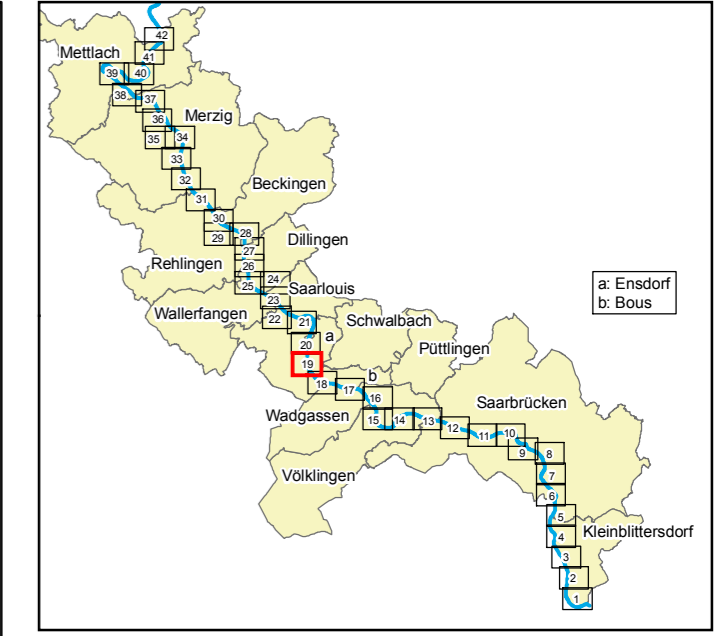 42
Mettlach
41
39
40
38
37
36
Merzig
35
34
33
32
Beckingen
31
30
29
28
Dillingen
27
Rehlingen
26
24
25
Saarlouis
23
a: Ensdorf
b: Bous
Wallerfangen
22
21
Schwalbach
a
20
Püttlingen
19
b
18
17
16
Saarbrücken
Wadgassen
15
14
13
12
11
10
9
8
Völklingen
7
6
5
Kleinblittersdorf
4
3
2
1